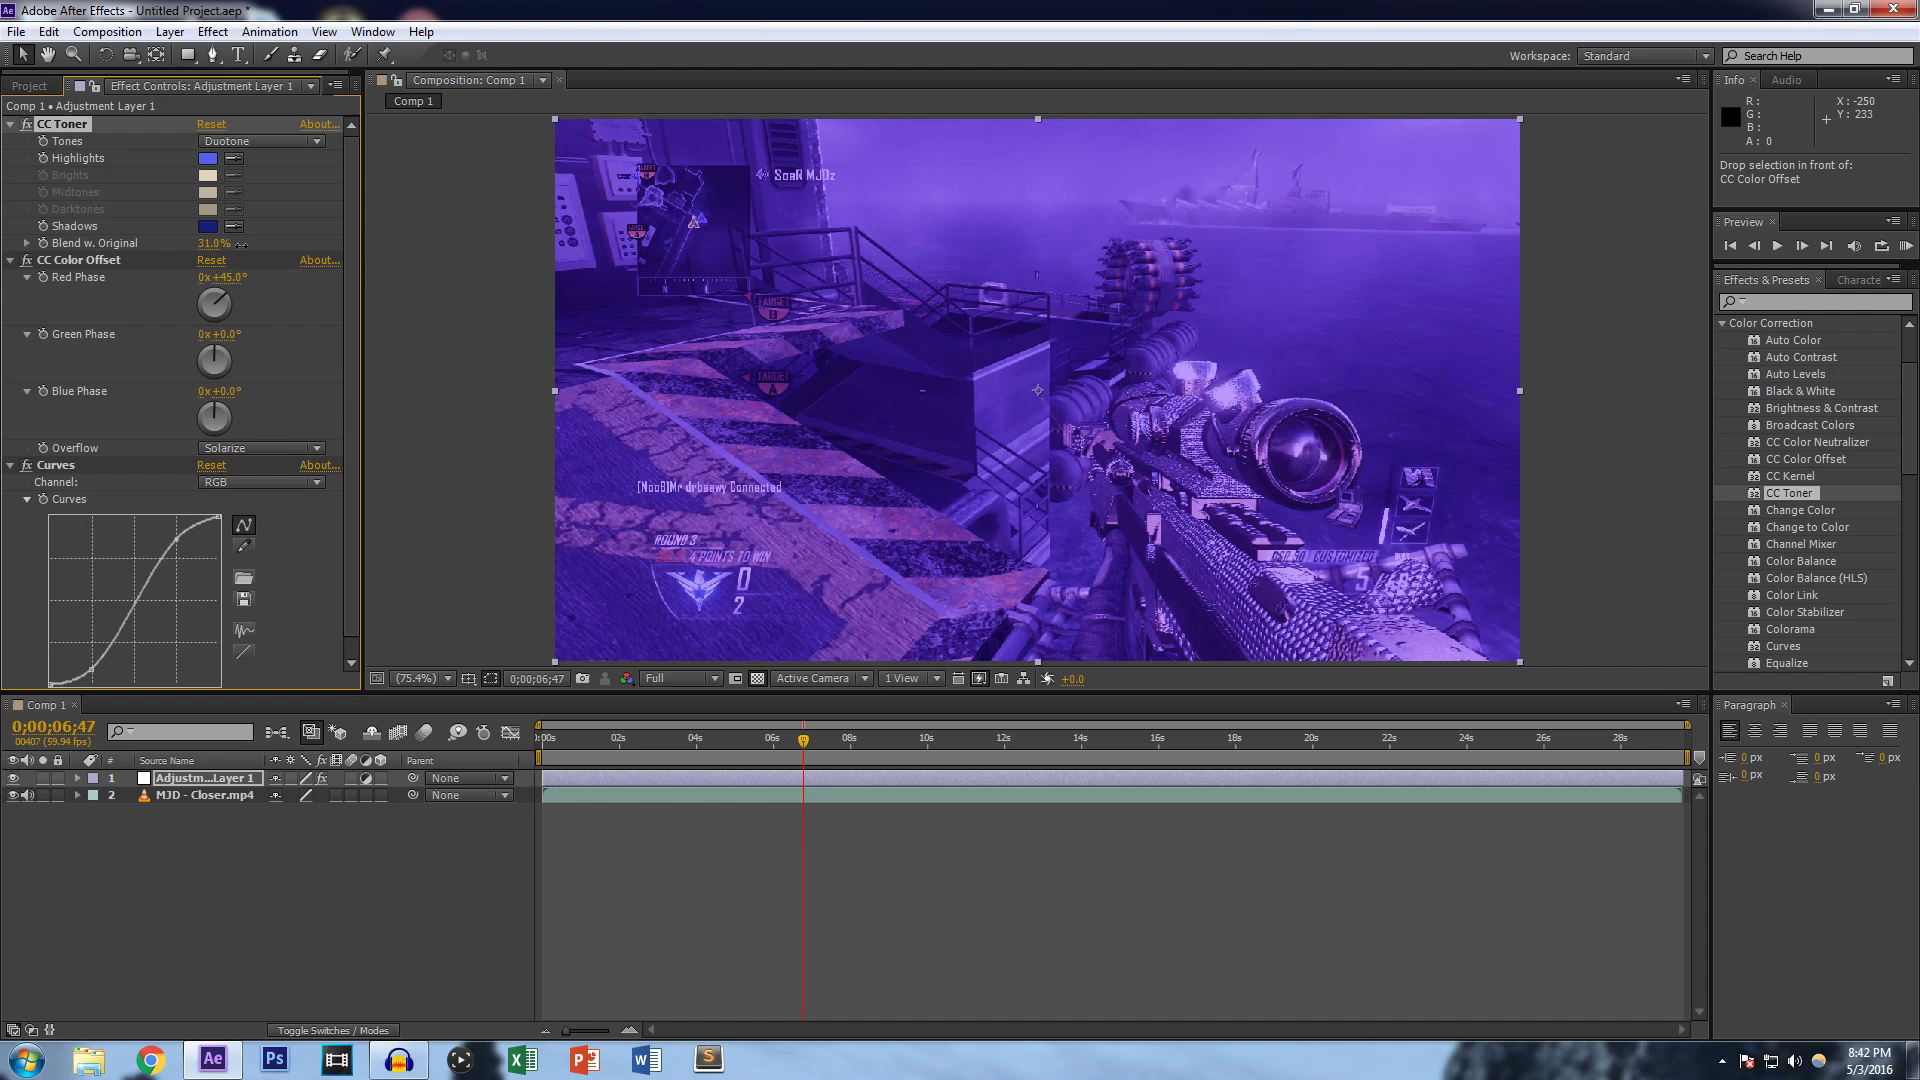 Adobe After Effects - Untitled Project.aep *
File Edit Composition Layer Effect Animation View Window Help
Workspace: Standard Search Help
Project Effect Controls: Adjustment Layer 1
Comp 1 • Adjustment Layer 1
fx CC Toner Reset About...
Tones Duotone
Highlights
Brights
Midtones
Darktones
Shadows
Blend w. Original 31.0%
fx CC Color Offset Reset About...
Red Phase 0x+45.0°
Green Phase 0x+0.0°
Blue Phase 0x+0.0°
Overflow Solarize
fx Curves Reset About...
Channel: RGB
Curves
Composition: Comp 1
Comp 1
SoaR MJDz
N
TARGET
B
TARGET
A
[NooB]Mr drbeawy Connected
ROUND 3
4 POINTS TO WIN
0
2
CUSTOMIZED
5
(75.4%) 0;00;06;47 Full Active Camera 1 View +0.0
Info Audio
R:
G:
B:
A: 0
X: -250
Y: 233
Drop selection in front of:
CC Color Offset
Preview
Effects & Presets Characte
Color Correction
Auto Color
Auto Contrast
Auto Levels
Black & White
Brightness & Contrast
Broadcast Colors
CC Color Neutralizer
CC Color Offset
CC Kernel
CC Toner
Change Color
Change to Color
Channel Mixer
Color Balance
Color Balance (HLS)
Color Link
Color Stabilizer
Colorama
Curves
Equalize
Comp 1
0;00;06;47
00407 (59.94 fps)
# Source Name Parent
1 Adjustm...Layer 1 fx None
2 MJD - Closer.mp4 None
:00s 02s 04s 06s 08s 10s 12s 14s 16s 18s 20s 22s 24s 26s 28s
Toggle Switches / Modes
Paragraph
0 px 0 px 0 px
0 px 0 px
8:42 PM
5/3/2016